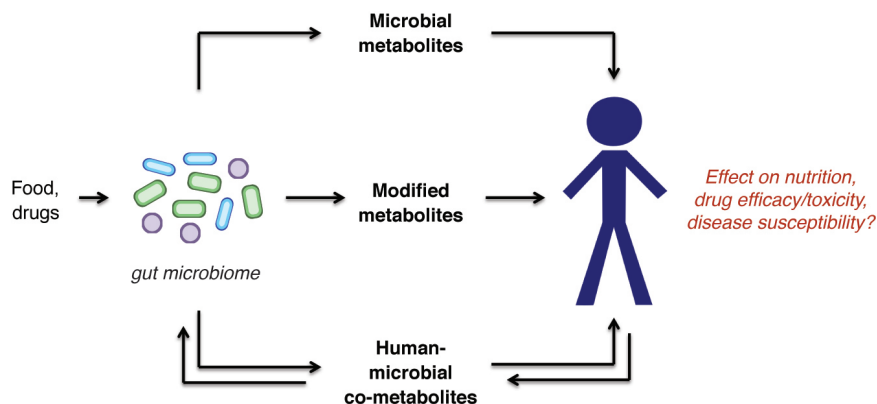 Microbial
metabolites
Food,
drugs
gut microbiome
Modified
metabolites
Effect on nutrition,
drug efficacy/toxicity,
disease susceptibility?
Human-
microbial
co-metabolites